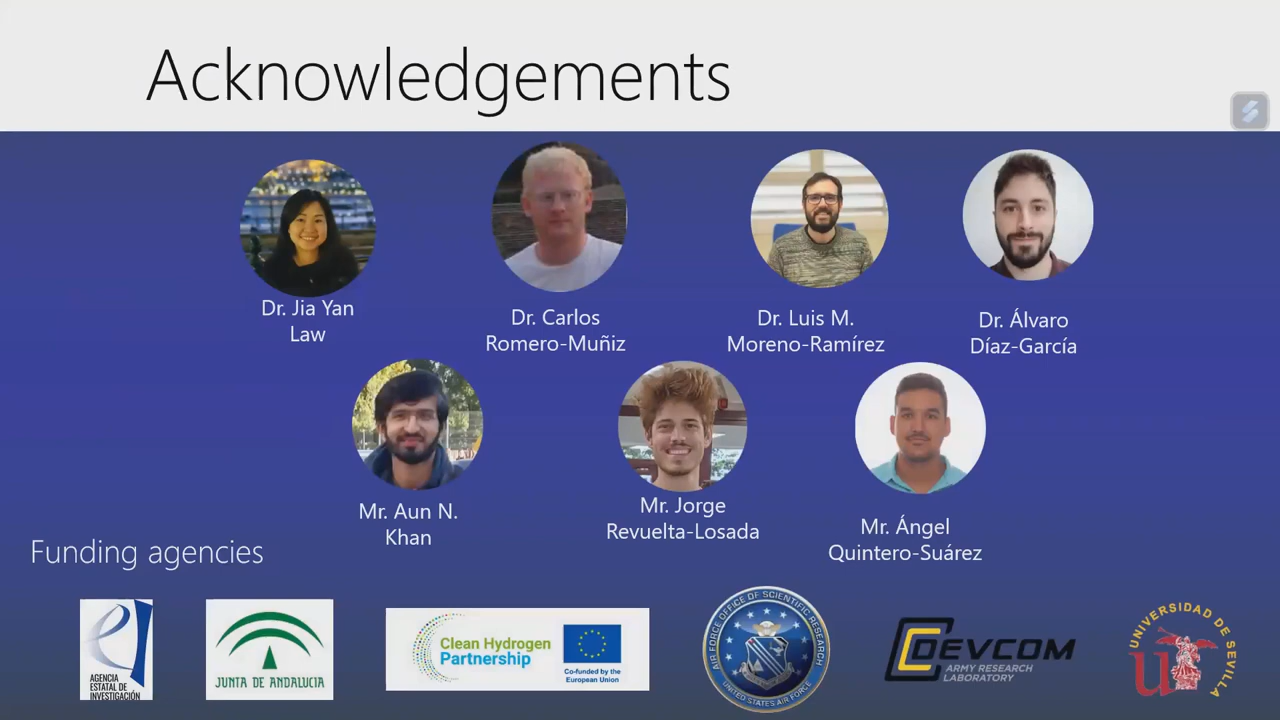 Acknowledgements
Dr. Jia Yan
Law
Dr. Carlos
Romero-Muñiz
Dr. Luis M.
Moreno-Ramírez
Dr. Álvaro
Díaz-García
Mr. Aun N.
Khan
Mr. Jorge
Revuelta-Losada
Mr. Ángel
Quintero-Suárez
Funding agencies
AGENCIA
ESTATAL DE
INVESTIGACIÓN
JUNTA DE ANDALUCIA
Clean Hydrogen
Partnership
Co-funded by the
European Union
AIR FORCE OFFICE OF SCIENTIFIC RESEARCH
UNITED STATES AIR FORCE
DEVCOM
ARMY RESEARCH
LABORATORY
UNIVERSIDAD DE SEVILLA